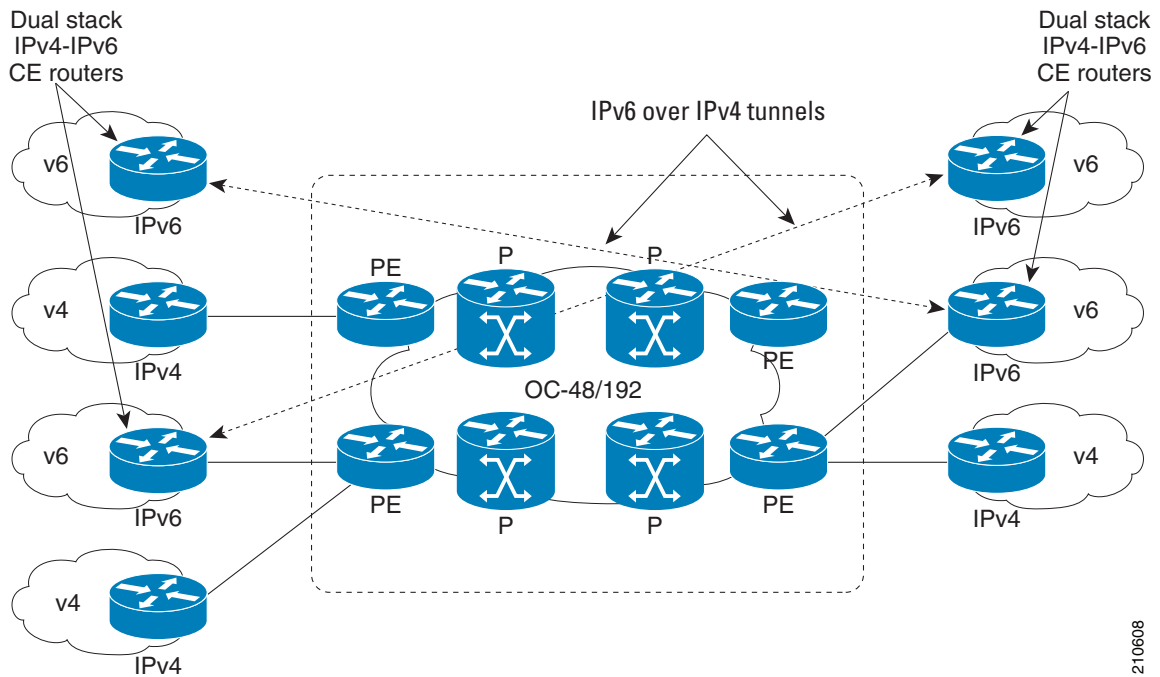 Dual stack
IPv4-IPv6
CE routers
Dual stack
IPv4-IPv6
CE routers
IPv6 over IPv4 tunnels
v6
IPv6
v6
IPv6
P
P
PE
v4
IPv4
PE
v6
IPv6
OC-48/192
v6
IPv6
PE
P
P
PE
v4
IPv4
v4
IPv4
210608